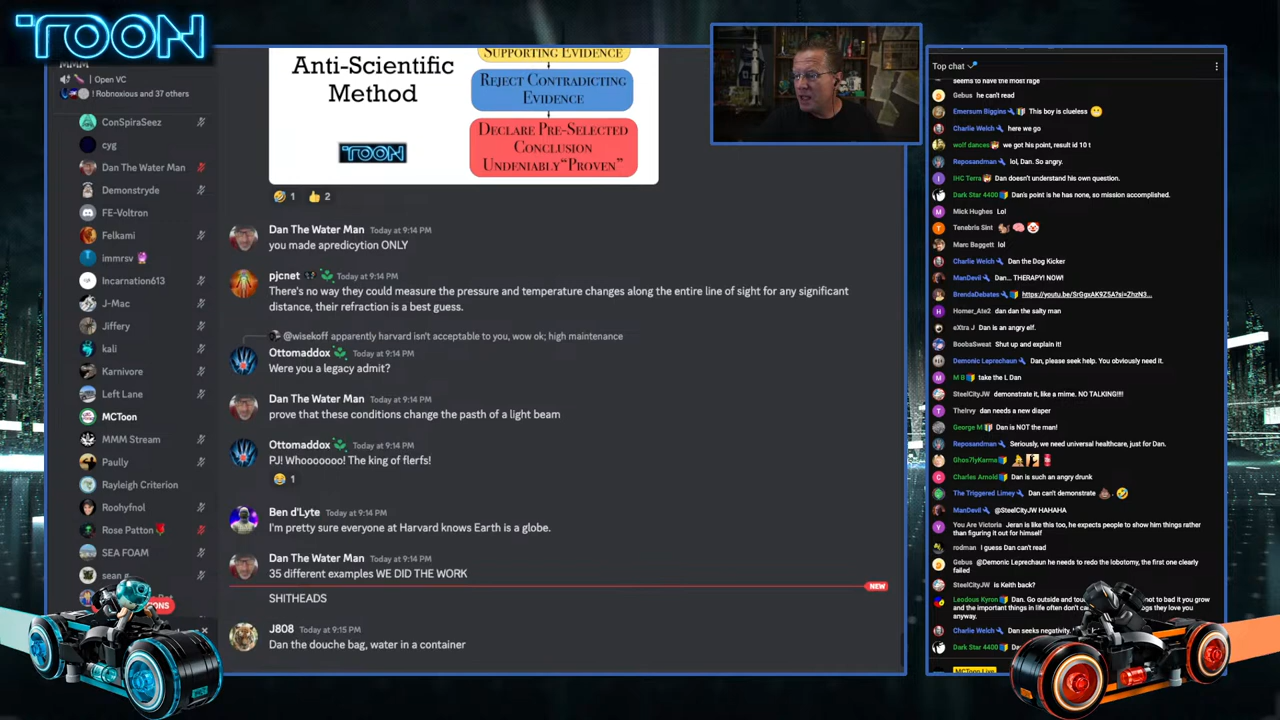 TOON
MMM
Open VC
! Robnoxious and 37 others
ConSpiraSeez
cyg
Dan The Water Man
Demonstryde
FE-Voltron
Felkami
immrsv
Incarnation613
J-Mac
Jiffery
kali
Karnivore
Left Lane
MCToon
MMM Stream
Paully
Rayleigh Criterion
Roohyfnol
Rose Patton
SEA FOAM
sean g
Anti-Scientific
Method
TOON
SUPPORTING EVIDENCE
REJECT CONTRADICTING
EVIDENCE
DECLARE PRE-SELECTED
CONCLUSION
UNDENIABLY "PROVEN"
1 2
Dan The Water Man Today at 9:14 PM
you made apredicytion ONLY
pjcnet Today at 9:14 PM
There's no way they could measure the pressure and temperature changes along the entire line of sight for any significant
distance, their refraction is a best guess.
@wisekoff apparently harvard isn't acceptable to you, wow ok; high maintenance
Ottomaddox Today at 9:14 PM
Were you a legacy admit?
Dan The Water Man Today at 9:14 PM
prove that these conditions change the pasth of a light beam
Ottomaddox Today at 9:14 PM
PJ! Whooooooo! The king of flerfs!
1
Ben d'Lyte Today at 9:14 PM
I'm pretty sure everyone at Harvard knows Earth is a globe.
Dan The Water Man Today at 9:14 PM
35 different examples WE DID THE WORK
NEW
SHITHEADS
J808 Today at 9:15 PM
Dan the douche bag, water in a container
Top chat
seems to have the most rage
Gebus he can't read
Emersum Biggins This boy is clueless
Charlie Welch here we go
wolf dances we got his point, result id 10 t
Reposandman lol, Dan. So angry.
IHC Terra Dan doesn't understand his own question.
Dark Star 4400 Dan's point is he has none, so mission accomplished.
Mick Hughes Lol
Tenebris Sint
Marc Beggett lol
Charlie Welch Dan the Dog Kicker
ManDevil Dan... THERAPY! NOW!
BrendaDebates https://youtu.be/SrGgxAK9Z5A?si=ZhzN3...
Homer_Ate2 dan dan the salty man
eXtra J Dan is an angry elf.
BoobaSweat Shut up and explain it!
Demonic Leprechaun Dan, please seek help. You obviously need it.
M B take the L Dan
SteelCityJW demonstrate it, like a mime. NO TALKING!!!!
TheIrvy dan needs a new diaper
George M Dan is NOT the man!
Reposandman Seriously, we need universal healthcare, just for Dan.
Ghos7lyKarma
Charles Arnold Dan is such an angry drunk
The Triggered Limey Dan can't demonstrate
ManDevil @SteelCityJW HAHAHA
You Are Victoria Jeran is like this too, he expects people to show him things rather
than figuring it out for himself
rodman I guess Dan can't read
Gebus @Demonic Leprechaun he needs to redo the lobotomy, the first one clearly
failed
SteelCityJW is Keith back?
Leodous Kyron Dan. Go outside and tou not to bad it you grow
and the important things in life often don't ca ogs they love you
anyway.
Charlie Welch Dan seeks negativity.
Dark Star 4400
MCToon Live